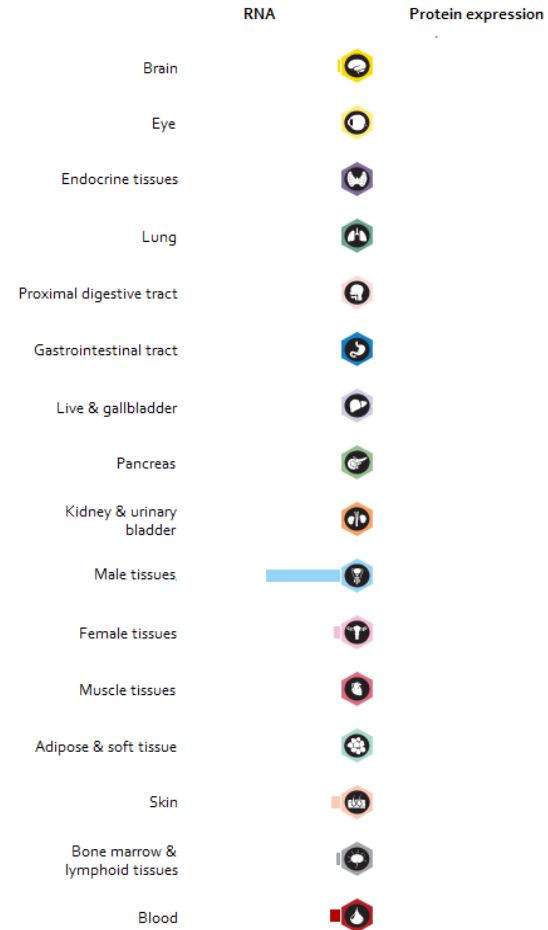 RNA Protein expression
Brain
Eye
Endocrine tissues
Lung
Proximal digestive tract
Gastrointestinal tract
Live & gallbladder
Pancreas
Kidney & urinary
bladder
Male tissues
Female tissues
Muscle tissues
Adipose & soft tissue
Skin
Bone marrow &
lymphoid tissues
Blood